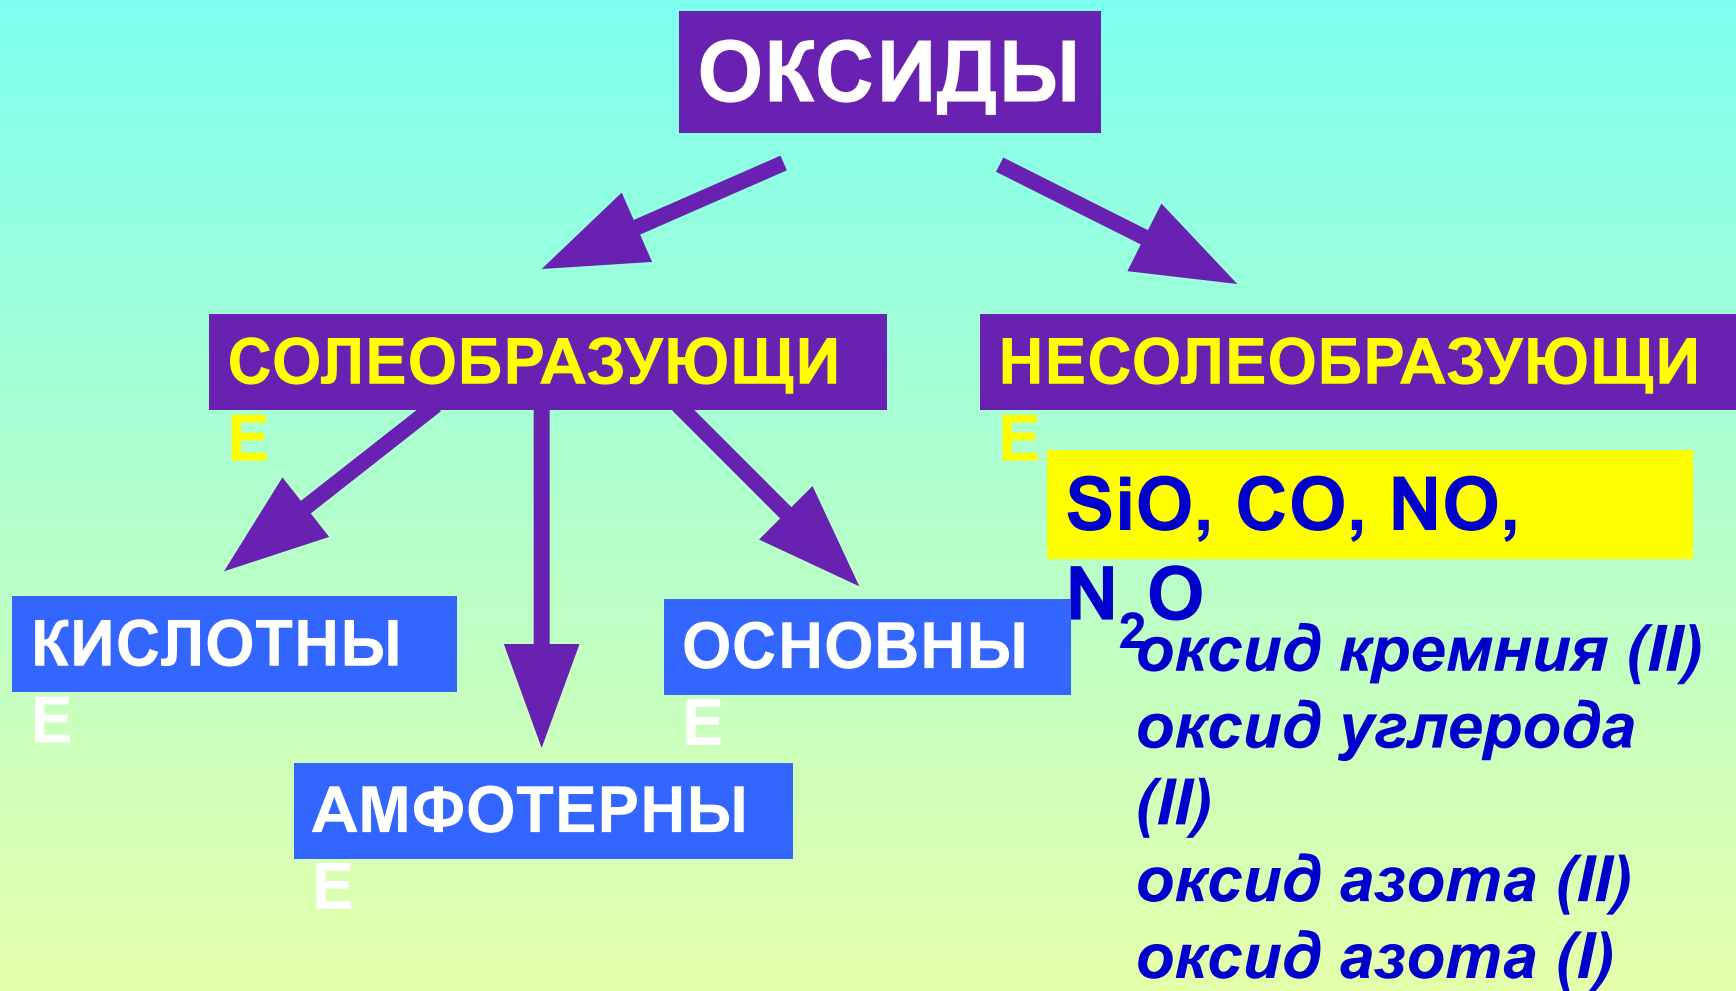 ОКСИДЫ
СОЛЕОБРАЗУЮЩИ
Е
НЕСОЛЕОБРАЗУЮЩИ
Е
SiO, CO, NO,
N₂O
КИСЛОТНЫ
Е
ОСНОВНЫ
Е
АМФОТЕРНЫ
Е
оксид кремния (II)
оксид углерода
(II)
оксид азота (II)
оксид азота (I)